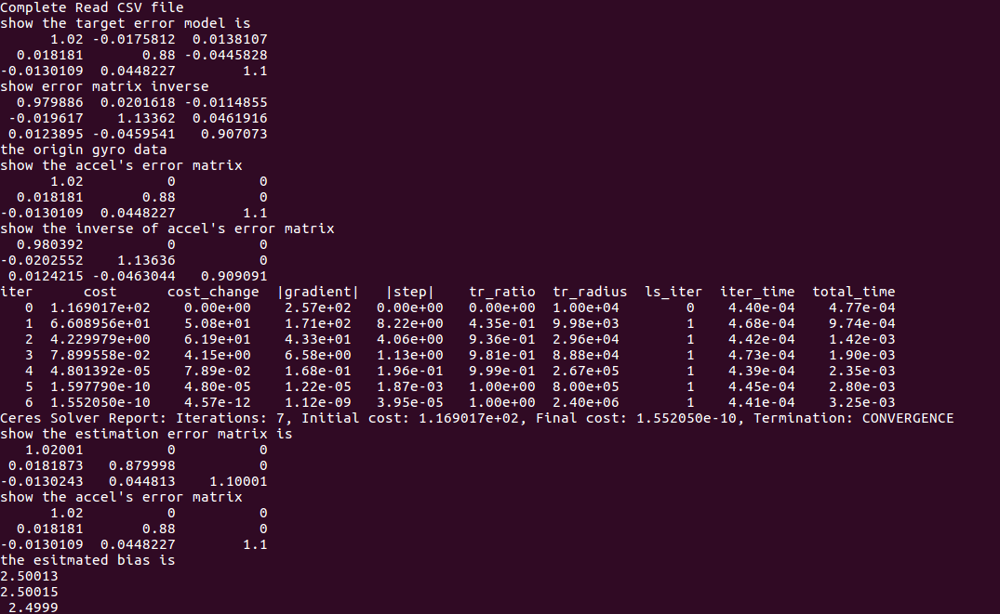 Complete Read CSV file
show the target error model is
      1.02 -0.0175812  0.0138107
  0.018181       0.88 -0.0445828
-0.0130109  0.0448227        1.1
show error matrix inverse
  0.979886  0.0201618 -0.0114855
 -0.019617    1.13362  0.0461916
 0.0123895 -0.0459541   0.907073
the origin gyro data
show the accel's error matrix
      1.02          0          0
  0.018181       0.88          0
-0.0130109  0.0448227        1.1
show the inverse of accel's error matrix
  0.980392          0          0
-0.0202552    1.13636          0
 0.0124215 -0.0463044   0.909091
iter      cost      cost_change  |gradient|   |step|    tr_ratio  tr_radius  ls_iter  iter_time  total_time
   0  1.169017e+02    0.00e+00    2.57e+02   0.00e+00   0.00e+00  1.00e+04        0    4.40e-04    4.77e-04
   1  6.608956e+01    5.08e+01    1.71e+02   8.22e+00   4.35e-01  9.98e+03        1    4.68e-04    9.74e-04
   2  4.229979e+00    6.19e+01    4.33e+01   4.06e+00   9.36e-01  2.96e+04        1    4.42e-04    1.42e-03
   3  7.899558e-02    4.15e+00    6.58e+00   1.13e+00   9.81e-01  8.88e+04        1    4.73e-04    1.90e-03
   4  4.801392e-05    7.89e-02    1.68e-01   1.96e-01   9.99e-01  2.67e+05        1    4.39e-04    2.35e-03
   5  1.597790e-10    4.80e-05    1.22e-05   1.87e-03   1.00e+00  8.00e+05        1    4.45e-04    2.80e-03
   6  1.552050e-10    4.57e-12    1.12e-09   3.95e-05   1.00e+00  2.40e+06        1    4.41e-04    3.25e-03
Ceres Solver Report: Iterations: 7, Initial cost: 1.169017e+02, Final cost: 1.552050e-10, Termination: CONVERGENCE
show the estimation error matrix is
   1.02001          0          0
 0.0181873   0.879998          0
-0.0130243   0.044813    1.10001
show the accel's error matrix
      1.02          0          0
  0.018181       0.88          0
-0.0130109  0.0448227        1.1
the esitmated bias is
2.50013
2.50015
 2.4999